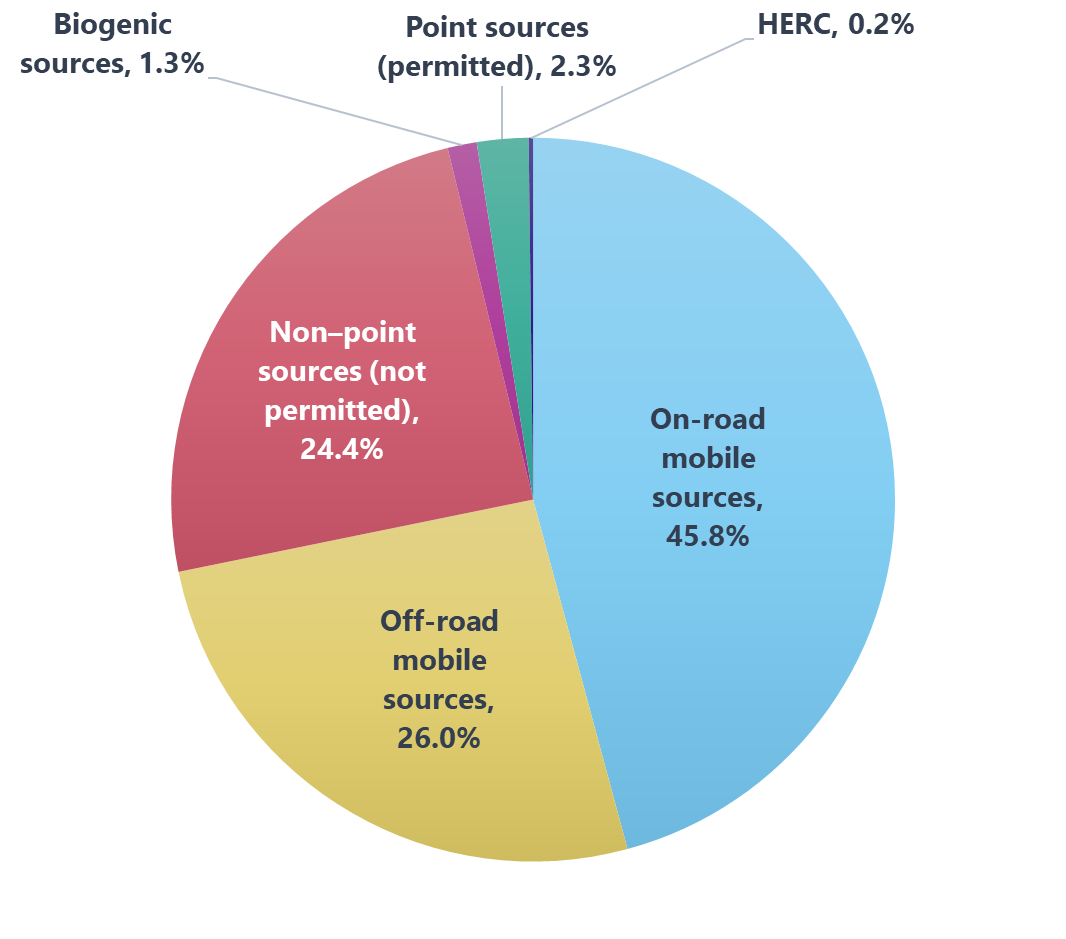 Biogenic
sources, 1.3%
Point sources
(permitted), 2.3%
HERC, 0.2%
Non–point
sources (not
permitted),
24.4%
On-road
mobile
sources,
45.8%
Off-road
mobile
sources,
26.0%